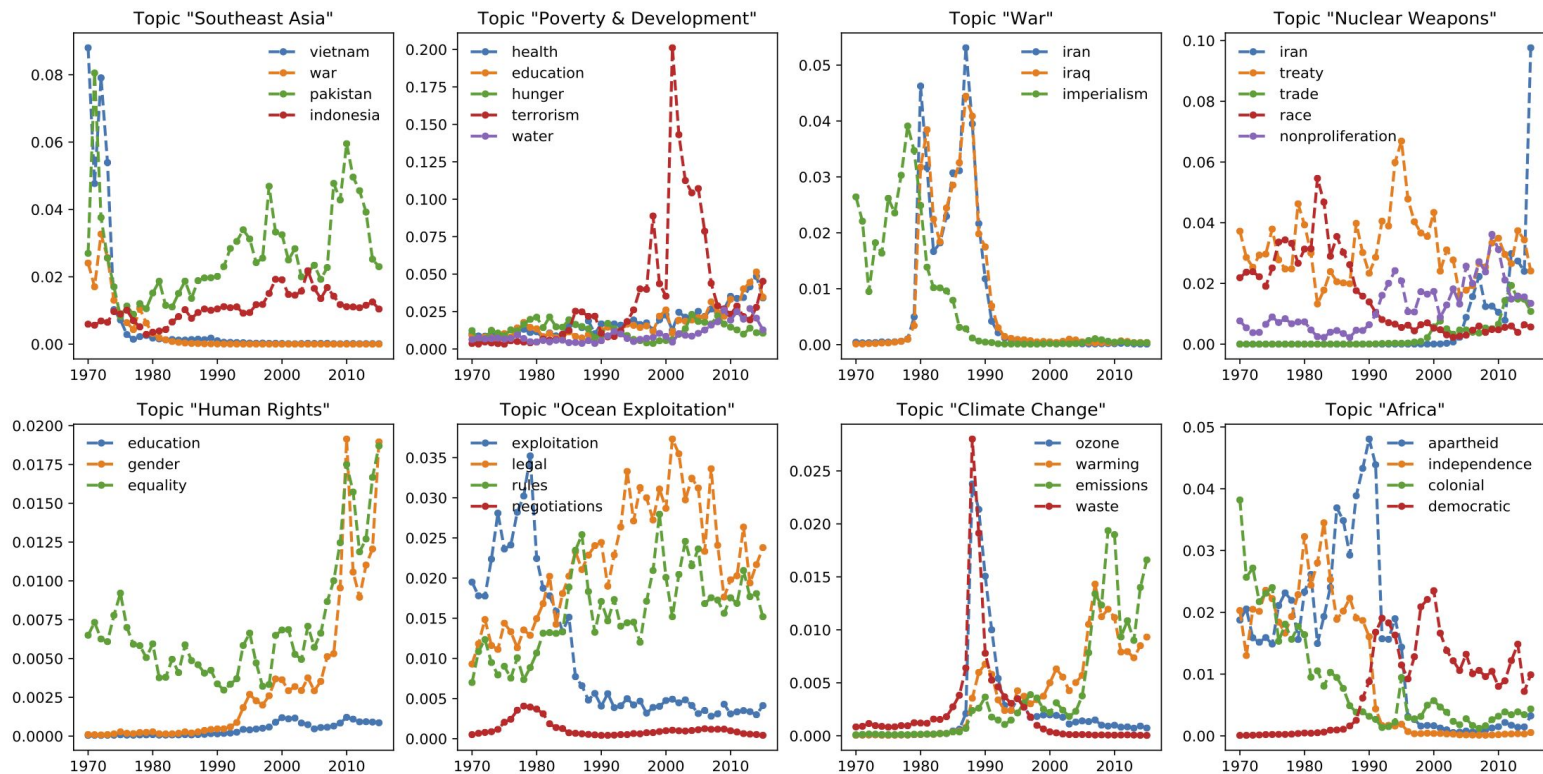 Topic "Southeast Asia"
vietnam
war
pakistan
indonesia
0.08
0.06
0.04
0.02
0.00
1970 1980 1990 2000 2010
Topic "Poverty & Development"
health
education
hunger
terrorism
water
0.200
0.175
0.150
0.125
0.100
0.075
0.050
0.025
0.000
1970 1980 1990 2000 2010
Topic "War"
iran
iraq
imperialism
0.05
0.04
0.03
0.02
0.01
0.00
1970 1980 1990 2000 2010
Topic "Nuclear Weapons"
iran
treaty
trade
race
nonproliferation
0.10
0.08
0.06
0.04
0.02
0.00
1970 1980 1990 2000 2010
Topic "Human Rights"
education
gender
equality
0.0200
0.0175
0.0150
0.0125
0.0100
0.0075
0.0050
0.0025
0.0000
1970 1980 1990 2000 2010
Topic "Ocean Exploitation"
exploitation
legal
rules
negotiations
0.035
0.030
0.025
0.020
0.015
0.010
0.005
0.000
1970 1980 1990 2000 2010
Topic "Climate Change"
ozone
warming
emissions
waste
0.025
0.020
0.015
0.010
0.005
0.000
1970 1980 1990 2000 2010
Topic "Africa"
apartheid
independence
colonial
democratic
0.05
0.04
0.03
0.02
0.01
0.00
1970 1980 1990 2000 2010